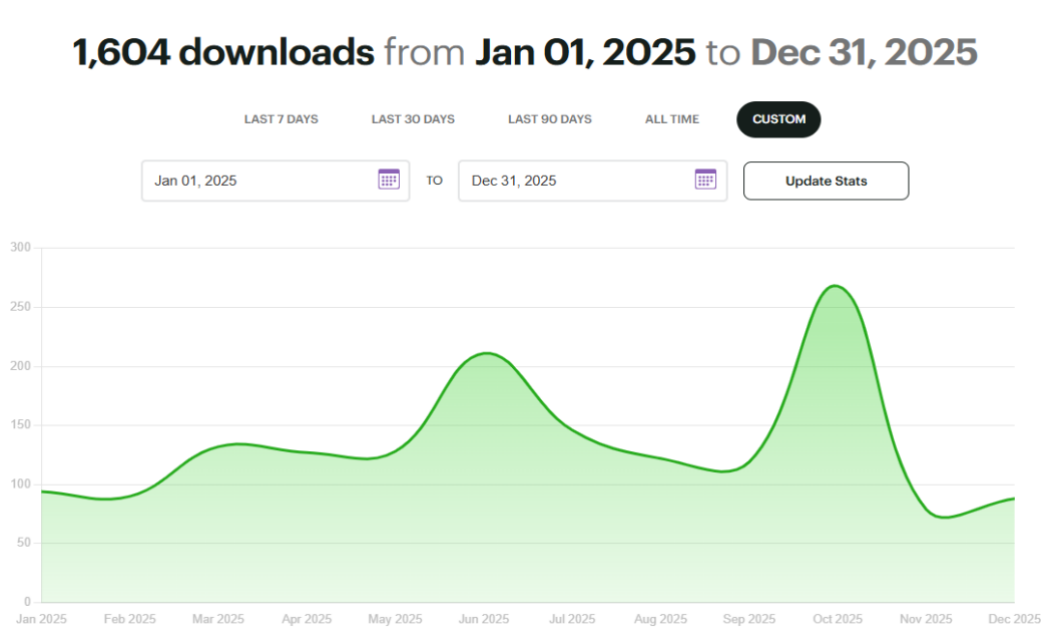 1,604 downloads from Jan 01, 2025 to Dec 31, 2025
LAST 7 DAYS LAST 30 DAYS LAST 90 DAYS ALL TIME CUSTOM
Jan 01, 2025 TO Dec 31, 2025 Update Stats
300
250
200
150
100
50
0
Jan 2025 Feb 2025 Mar 2025 Apr 2025 May 2025 Jun 2025 Jul 2025 Aug 2025 Sep 2025 Oct 2025 Nov 2025 Dec 2025